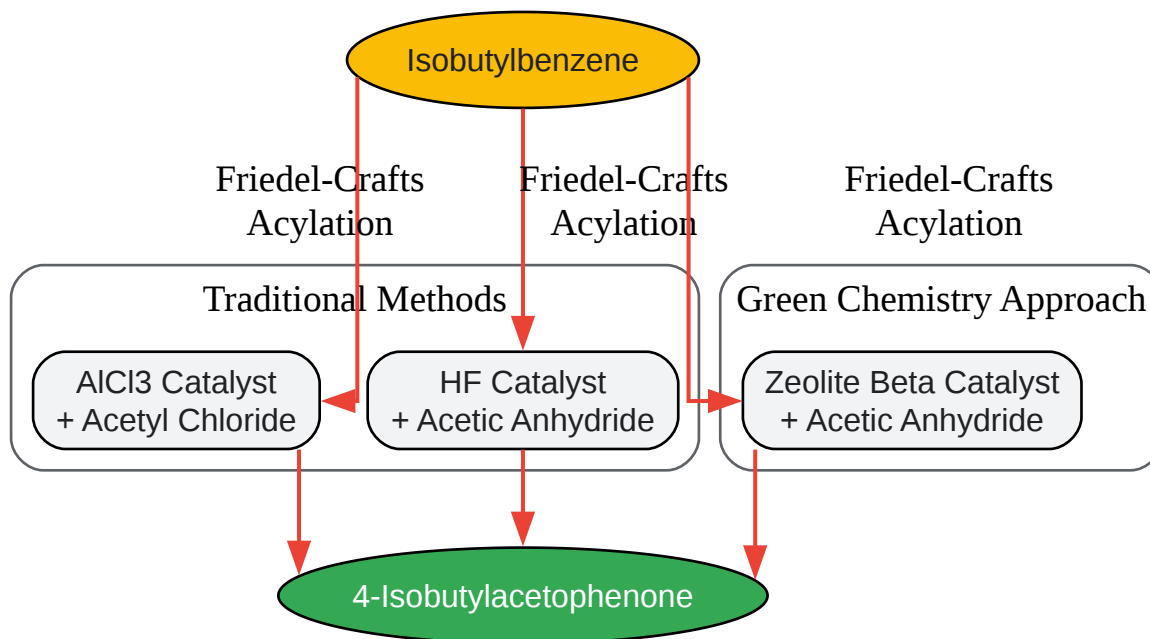 Isobutylbenzene
Friedel-Crafts
Acylation
Friedel-Crafts
Acylation
Friedel-Crafts
Acylation
Traditional Methods
Green Chemistry Approach
AlCl3 Catalyst
+ Acetyl Chloride
HF Catalyst
+ Acetic Anhydride
Zeolite Beta Catalyst
+ Acetic Anhydride
4-Isobutylacetophenone